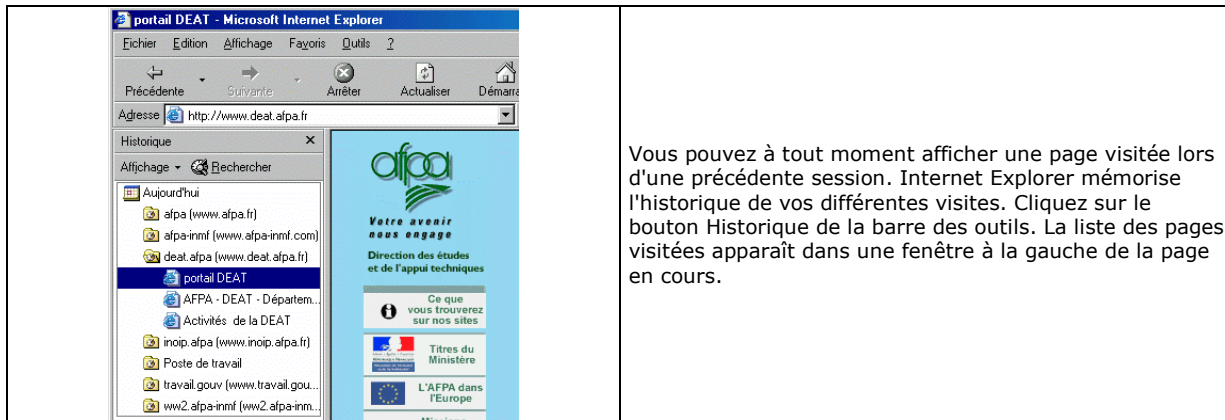 portail DEAT - Microsoft Internet Explorer
Fichier Edition Affichage Favoris Outils ?
Précédente Suivante Arrêter Actualiser Démarra
Adresse http://www.deat.afpa.fr
Historique
Affichage Rechercher
Aujourd'hui
afpa (www.afpa.fr)
afpa-inmf (www.afpa-inmf.com)
deat.afpa (www.deat.afpa.fr)
portail DEAT
AFPA - DEAT - Départem...
Activités de la DEAT
inoip.afpa (www.inoip.afpa.fr)
Poste de travail
travail.gouv (www.travail.gou...
ww2.afpa-inmf (ww2.afpa-inm...
afpa
Votre avenir
nous engage
Direction des études
et de l'appui techniques
Ce que
vous trouverez
sur nos sites
Titres du
Ministère
L'AFPA dans
l'Europe
Vous pouvez à tout moment afficher une page visitée lors
d'une précédente session. Internet Explorer mémorise
l'historique de vos différentes visites. Cliquez sur le
bouton Historique de la barre des outils. La liste des pages
visitées apparaît dans une fenêtre à la gauche de la page
en cours.